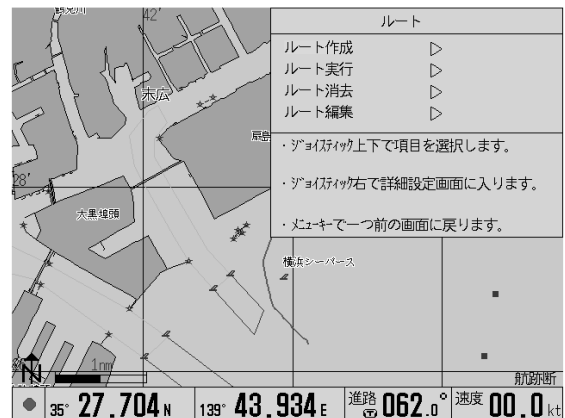 鶴見川
42'
末広
扇島
28'
大黒埠頭
横浜シーバース
N
1nm
航跡断
ルート
ルート作成 ▷
ルート実行 ▷
ルート消去 ▷
ルート編集 ▷
・ジョイスティック上下で項目を選択します。
・ジョイスティック右で詳細設定画面に入ります。
・メニューキーで一つ前の画面に戻ります。
35° 27.704 N
139° 43.934 E
進路 T 062.0°
速度 00.0 kt